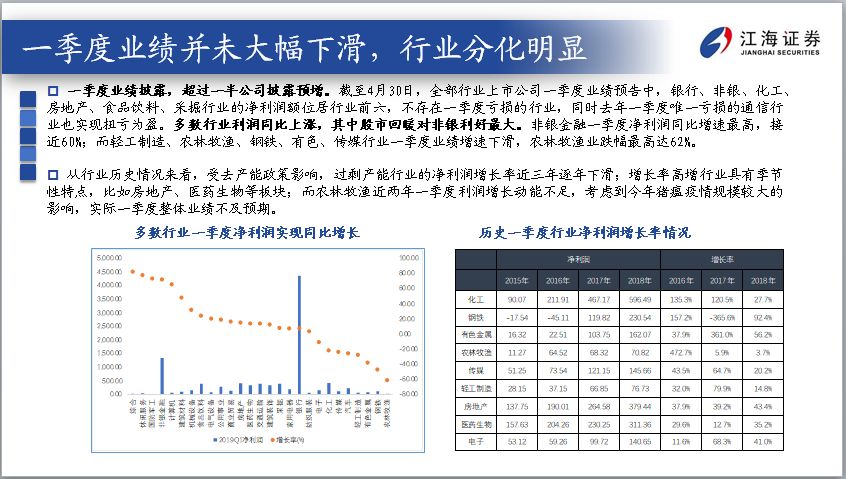 一季度业绩并未大幅下滑，行业分化明显
江海证券
JIANGHAI SECURITIES
一季度业绩披露，超过一半公司披露预增。截至4月30日，全部行业上市公司一季度业绩预告中，银行、非银、化工、
房地产、食品饮料、采掘行业的净利润额位居行业前六，不存在一季度亏损的行业，同时去年一季度唯一亏损的通信行
业也实现扭亏为盈。多数行业利润同比上涨，其中股市回暖对非银利好最大。非银金融一季度净利润同比增速最高，接
近60%；而轻工制造、农林牧渔、钢铁、有色、传媒行业一季度业绩增速下滑，农林牧渔业跌幅最高达62%。
从行业历史情况来看，受去产能政策影响，过剩产能行业的净利润增长率近三年逐年下滑；增长率高增行业具有季节
性特点，比如房地产、医药生物等板块；而农林牧渔近两年一季度利润增长动能不足，考虑到今年猪瘟疫情规模较大的
影响，实际一季度整体业绩不及预期。
多数行业一季度净利润实现同比增长
历史一季度行业净利润增长率情况
5,000.00
4,500.00
4,000.00
3,500.00
3,000.00
2,500.00
2,000.00
1,500.00
1,000.00
500.00
0.00
100.00
80.00
60.00
40.00
20.00
0.00
-20.00
-40.00
-60.00
-80.00
综合
休闲服务
国防军工
非银金融
计算机
建筑材料
机械设备
食品饮料
电气设备
公用事业
商业贸易
房地产
医药生物
交通运输
建筑装饰
采掘
家用电器
银行
纺织服装
电子
化工
传媒
汽车
轻工制造
有色金属
钢铁
农林牧渔
2019Q1净利润
增长率/%
净利润 增长率
2015年 2016年 2017年 2018年 2016年 2017年 2018年
化工 90.07 211.91 467.17 596.49 135.3% 120.5% 27.7%
钢铁 -17.54 -45.11 119.82 230.54 157.2% -365.6% 92.4%
有色金属 16.32 22.51 103.75 162.07 37.9% 361.0% 56.2%
农林牧渔 11.27 64.52 68.32 70.82 472.7% 5.9% 3.7%
传媒 51.25 73.54 121.15 145.66 43.5% 64.7% 20.2%
轻工制造 28.15 37.15 66.85 76.73 32.0% 79.9% 14.8%
房地产 137.75 190.01 264.58 379.44 37.9% 39.2% 43.4%
医药生物 157.63 204.26 230.25 311.36 29.6% 12.7% 35.2%
电子 53.12 59.26 99.72 140.65 11.6% 68.3% 41.0%